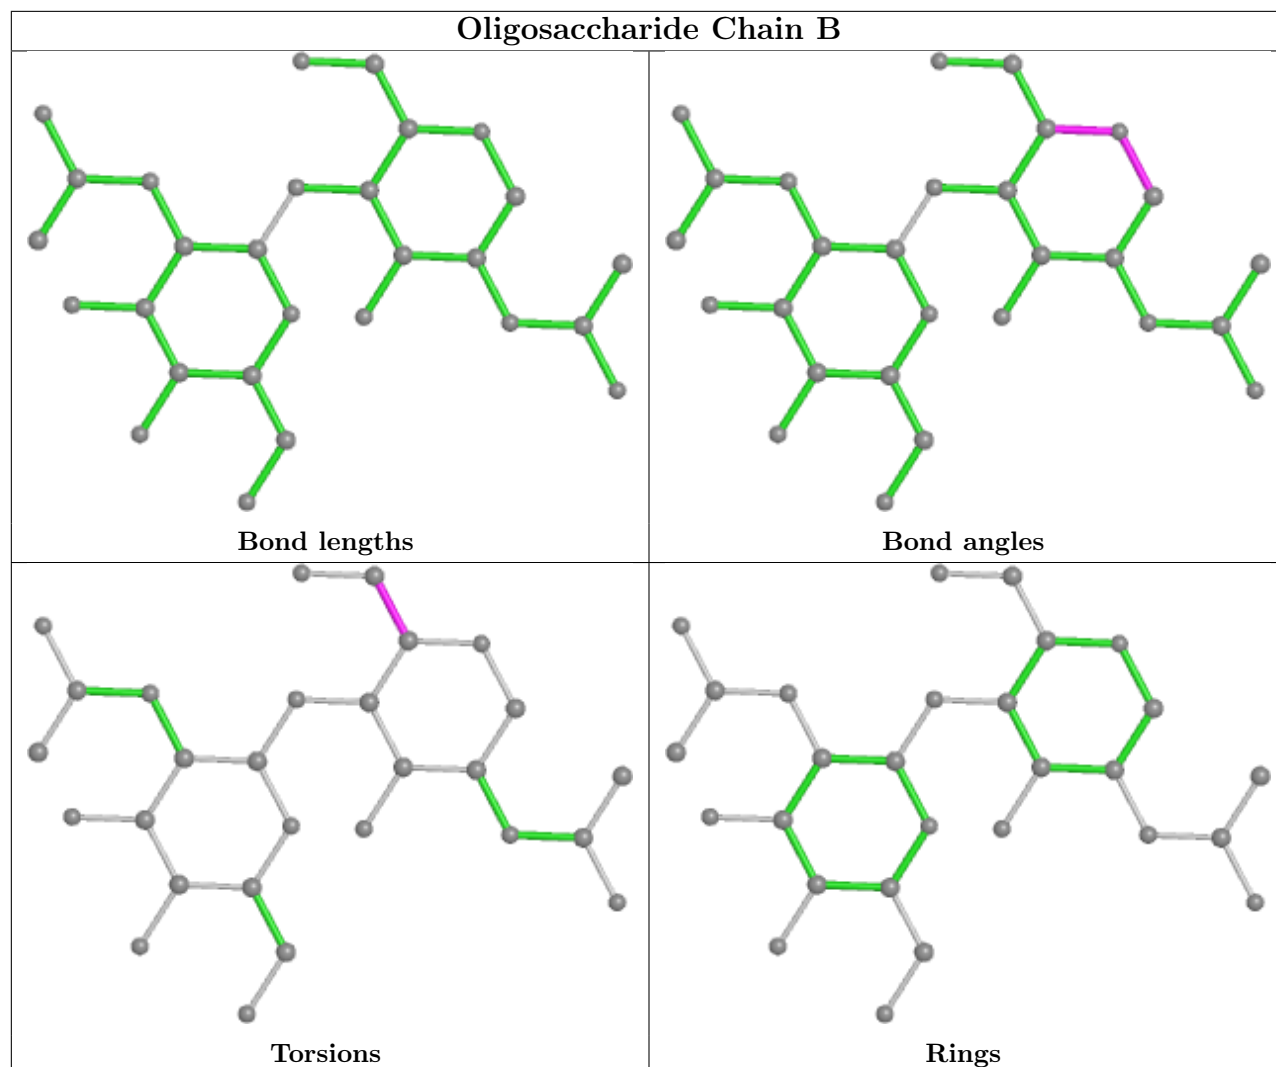 Oligosaccharide Chain B
Bond lengths
Bond angles
Torsions
Rings